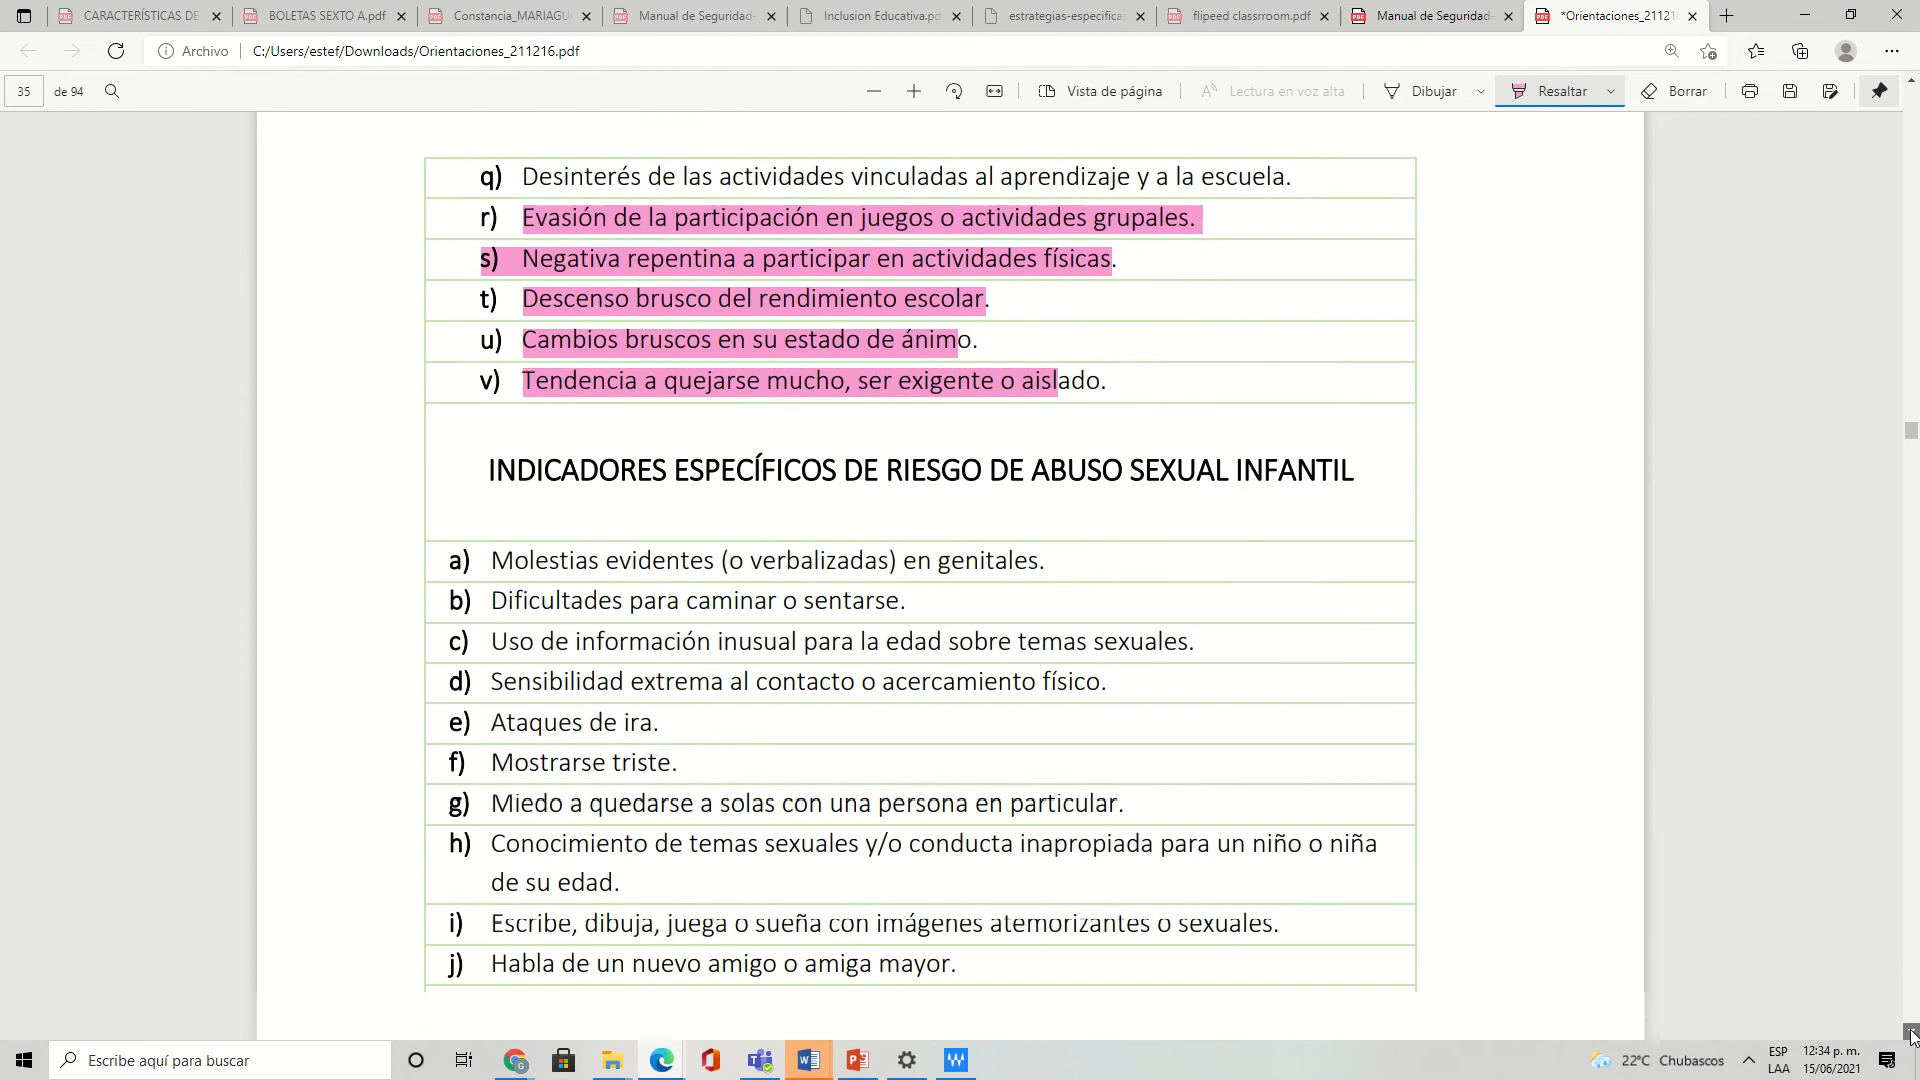 CARACTERÍSTICAS DE
BOLETAS SEXTO A.pdf
Constancia_MARIAGU
Manual de Seguridad-
Inclusion Educativa.pd
estrategias-especificas
flipeed classrroom.pdf
Manual de Seguridad-
*Orientaciones_21121
Archivo
C:/Users/estef/Downloads/Orientaciones_211216.pdf
35
de 94
Vista de página
Lectura en voz alta
Dibujar
Resaltar
Borrar
q) Desinterés de las actividades vinculadas al aprendizaje y a la escuela.
r) Evasión de la participación en juegos o actividades grupales.
s) Negativa repentina a participar en actividades físicas.
t) Descenso brusco del rendimiento escolar.
u) Cambios bruscos en su estado de ánimo.
v) Tendencia a quejarse mucho, ser exigente o aislado.
INDICADORES ESPECÍFICOS DE RIESGO DE ABUSO SEXUAL INFANTIL
a) Molestias evidentes (o verbalizadas) en genitales.
b) Dificultades para caminar o sentarse.
c) Uso de información inusual para la edad sobre temas sexuales.
d) Sensibilidad extrema al contacto o acercamiento físico.
e) Ataques de ira.
f) Mostrarse triste.
g) Miedo a quedarse a solas con una persona en particular.
h) Conocimiento de temas sexuales y/o conducta inapropiada para un niño o niña
de su edad.
i) Escribe, dibuja, juega o sueña con imágenes atemorizantes o sexuales.
j) Habla de un nuevo amigo o amiga mayor.
Escribe aquí para buscar
22°C Chubascos
ESP
LAA
12:34 p. m.
15/06/2021